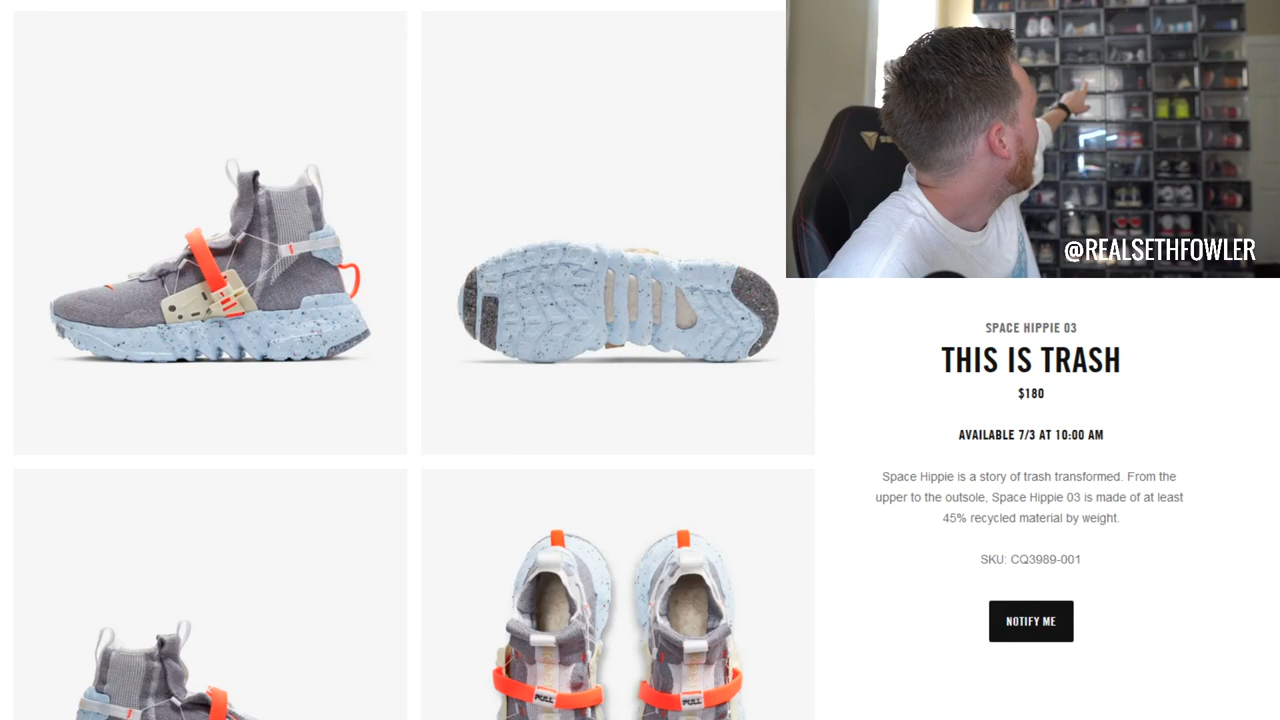 @REALSETHFOWLER
SPACE HIPPIE 03
THIS IS TRASH
$180
AVAILABLE 7/3 AT 10:00 AM
Space Hippie is a story of trash transformed. From the
upper to the outsole, Space Hippie 03 is made of at least
45% recycled material by weight.
SKU: CQ3989-001
NOTIFY ME
PULL
PULL